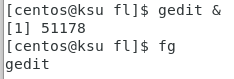 [centos@ksu fl]$ gedit &
[1] 51178
[centos@ksu fl]$ fg
gedit